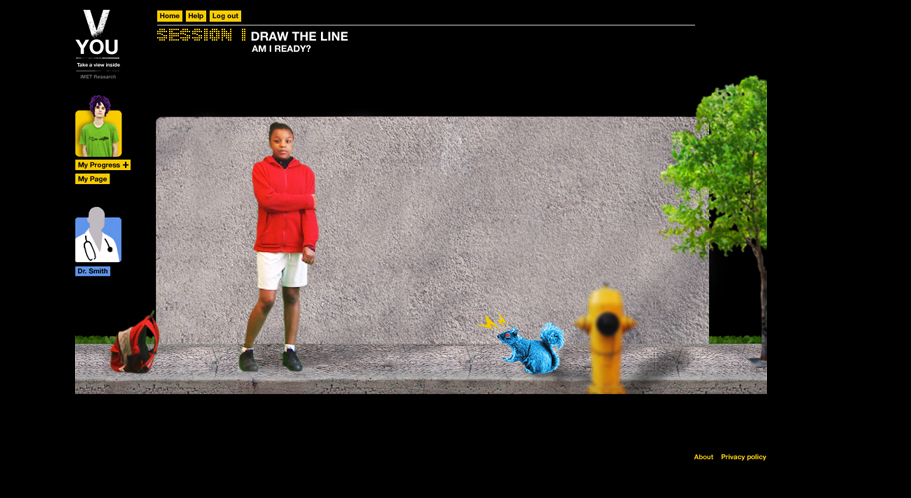 V
YOU
Take a view inside
iMET Research
Home Help Log out
SESSION 1 DRAW THE LINE
AM I READY?
My Progress +
My Page
Dr. Smith
About Privacy policy